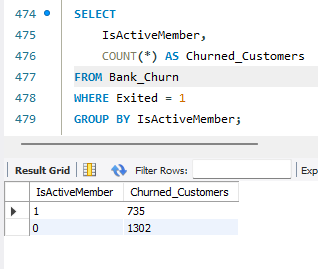 474 SELECT
475 IsActiveMember,
476 COUNT(*) AS Churned_Customers
477 FROM Bank_Churn
478 WHERE Exited = 1
479 GROUP BY IsActiveMember;
Result Grid Filter Rows: Exp
IsActiveMember Churned_Customers
1 735
0 1302